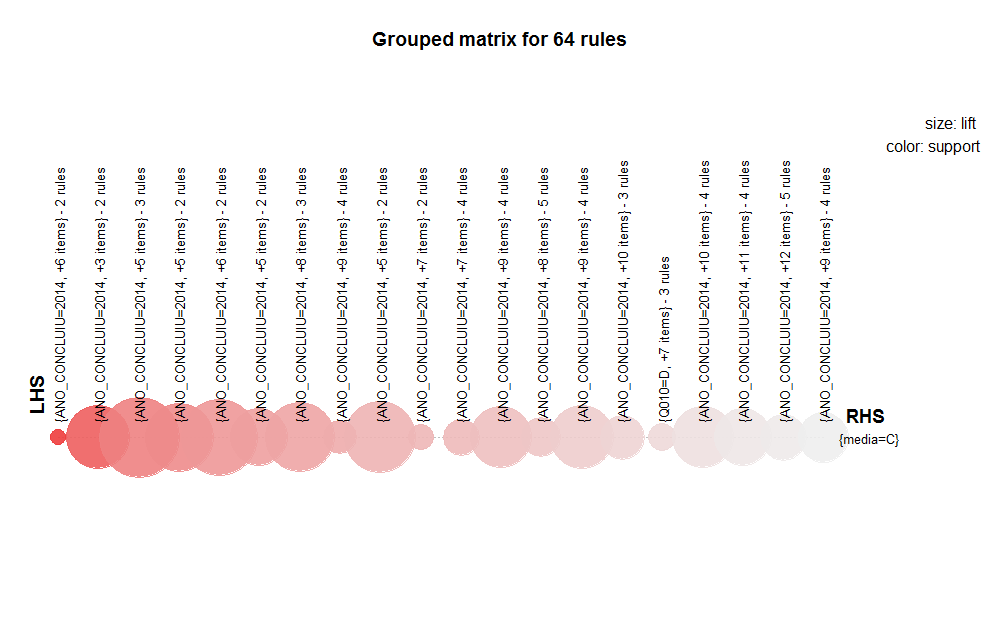 Grouped matrix for 64 rules
size: lift
color: support
{ANO_CONCLUIU=2014, +6 items} - 2 rules
{ANO_CONCLUIU=2014, +3 items} - 2 rules
{ANO_CONCLUIU=2014, +5 items} - 3 rules
{ANO_CONCLUIU=2014, +5 items} - 2 rules
{ANO_CONCLUIU=2014, +6 items} - 2 rules
{ANO_CONCLUIU=2014, +5 items} - 2 rules
{ANO_CONCLUIU=2014, +8 items} - 3 rules
{ANO_CONCLUIU=2014, +9 items} - 4 rules
{ANO_CONCLUIU=2014, +5 items} - 2 rules
{ANO_CONCLUIU=2014, +7 items} - 2 rules
{ANO_CONCLUIU=2014, +7 items} - 4 rules
{ANO_CONCLUIU=2014, +9 items} - 4 rules
{ANO_CONCLUIU=2014, +8 items} - 5 rules
{ANO_CONCLUIU=2014, +9 items} - 4 rules
{ANO_CONCLUIU=2014, +10 items} - 3 rules
{Q010=D, +7 items} - 3 rules
{ANO_CONCLUIU=2014, +10 items} - 4 rules
{ANO_CONCLUIU=2014, +11 items} - 4 rules
{ANO_CONCLUIU=2014, +12 items} - 5 rules
{ANO_CONCLUIU=2014, +9 items} - 4 rules
LHS
RHS
{media=C}